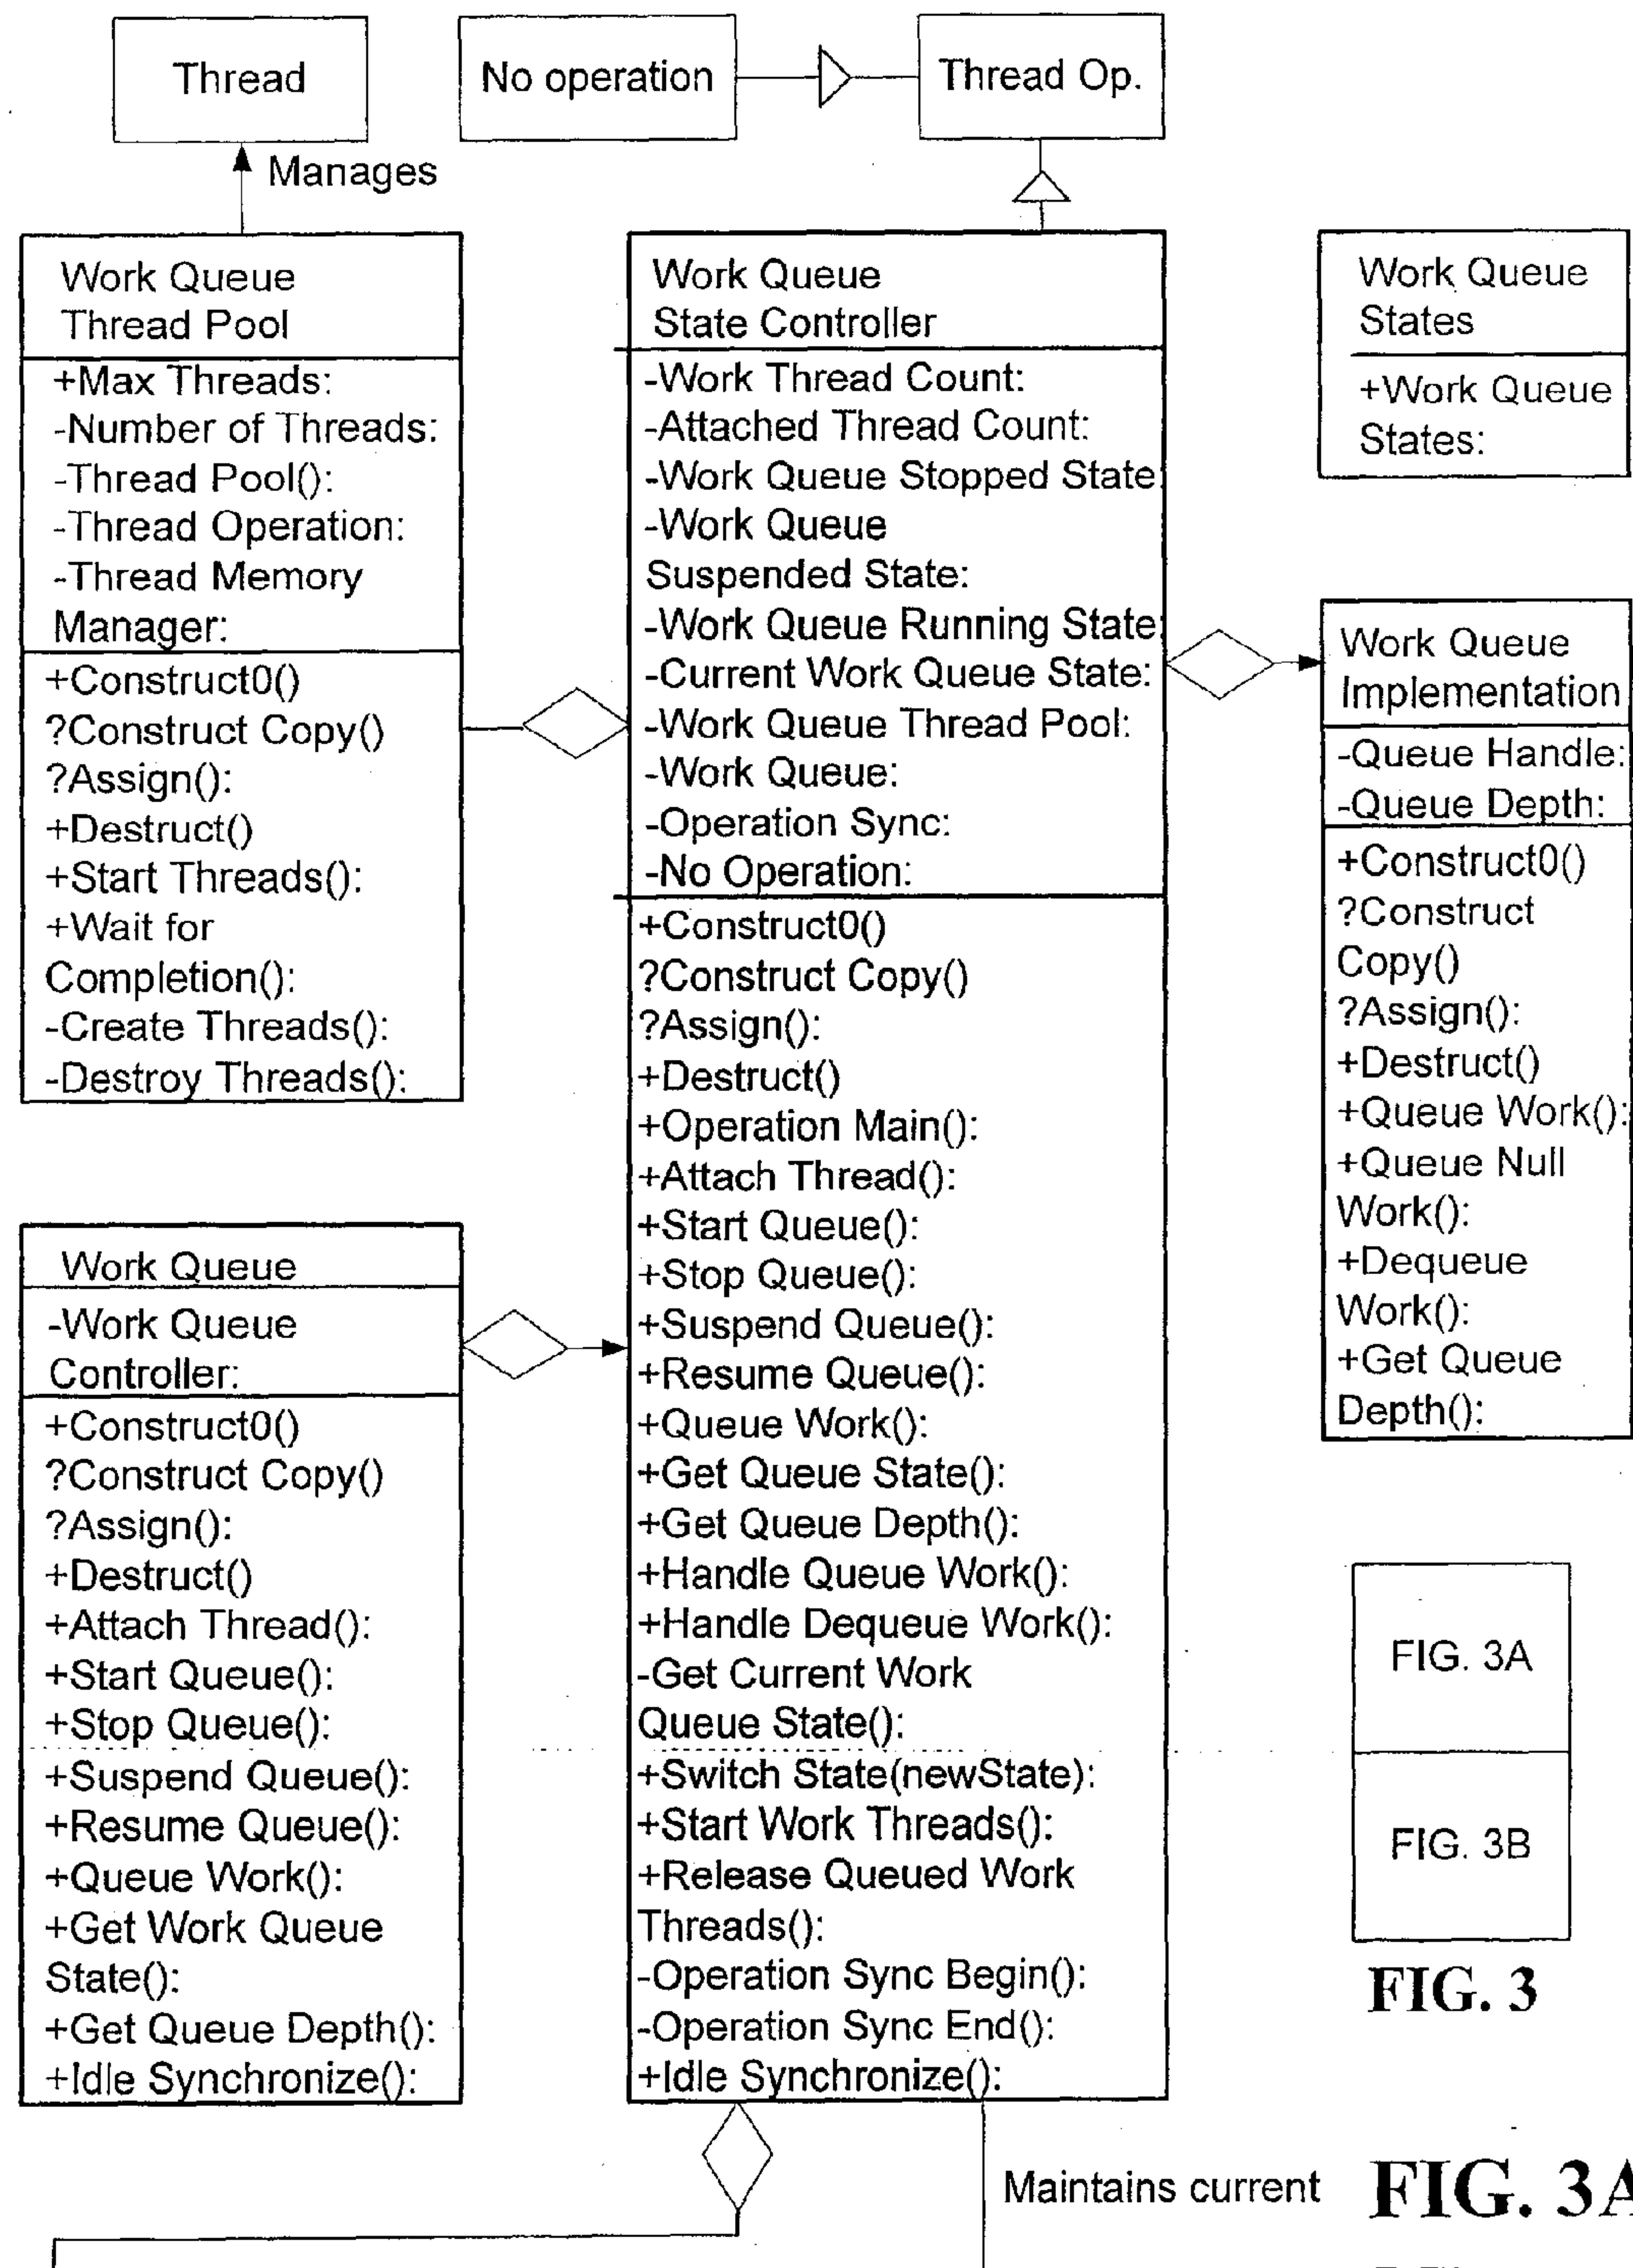 Thread
No operation
Thread Op.
Manages
Work Queue
Thread Pool
+Max Threads:
-Number of Threads:
-Thread Pool():
-Thread Operation:
-Thread Memory
Manager:
+Construct0()
?Construct Copy()
?Assign():
+Destruct()
+Start Threads():
+Wait for
Completion():
-Create Threads():
-Destroy Threads():
Work Queue
-Work Queue
Controller:
+Construct0()
?Construct Copy()
?Assign():
+Destruct()
+Attach Thread():
+Start Queue():
+Stop Queue():
+Suspend Queue():
+Resume Queue():
+Queue Work():
+Get Work Queue
State():
+Get Queue Depth():
+Idle Synchronize():
Work Queue
State Controller
-Work Thread Count:
-Attached Thread Count:
-Work Queue Stopped State:
-Work Queue
Suspended State:
-Work Queue Running State:
-Current Work Queue State:
-Work Queue Thread Pool:
-Work Queue:
-Operation Sync:
-No Operation:
+Construct0()
?Construct Copy()
?Assign():
+Destruct()
+Operation Main():
+Attach Thread():
+Start Queue():
+Stop Queue():
+Suspend Queue():
+Resume Queue():
+Queue Work():
+Get Queue State():
+Get Queue Depth():
+Handle Queue Work():
+Handle Dequeue Work():
-Get Current Work
Queue State():
+Switch State(newState):
+Start Work Threads():
+Release Queued Work
Threads():
-Operation Sync Begin():
-Operation Sync End():
+Idle Synchronize():
Work Queue
States
+Work Queue
States:
Work Queue
Implementation
-Queue Handle:
-Queue Depth:
+Construct0()
?Construct
Copy()
?Assign():
+Destruct()
+Queue Work():
+Queue Null
Work():
+Dequeue
Work():
+Get Queue
Depth():
FIG. 3A
FIG. 3B
FIG. 3
Maintains current
FIG. 3A